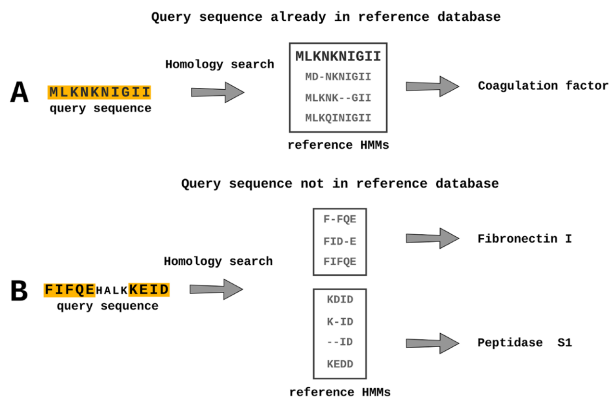 Query sequence already in reference database
A
MLKNKNIGII
query sequence
Homology search
MLKNKNIGII
MD-NKNIGII
MLKNK--GII
MLKQINIGII
reference HMMs
Coagulation factor
Query sequence not in reference database
B
FIFQEHALKKEID
query sequence
Homology search
F-FQE
FID-E
FIFQE
Fibronectin I
KDID
K-ID
--ID
KEDD
reference HMMs
Peptidase S1